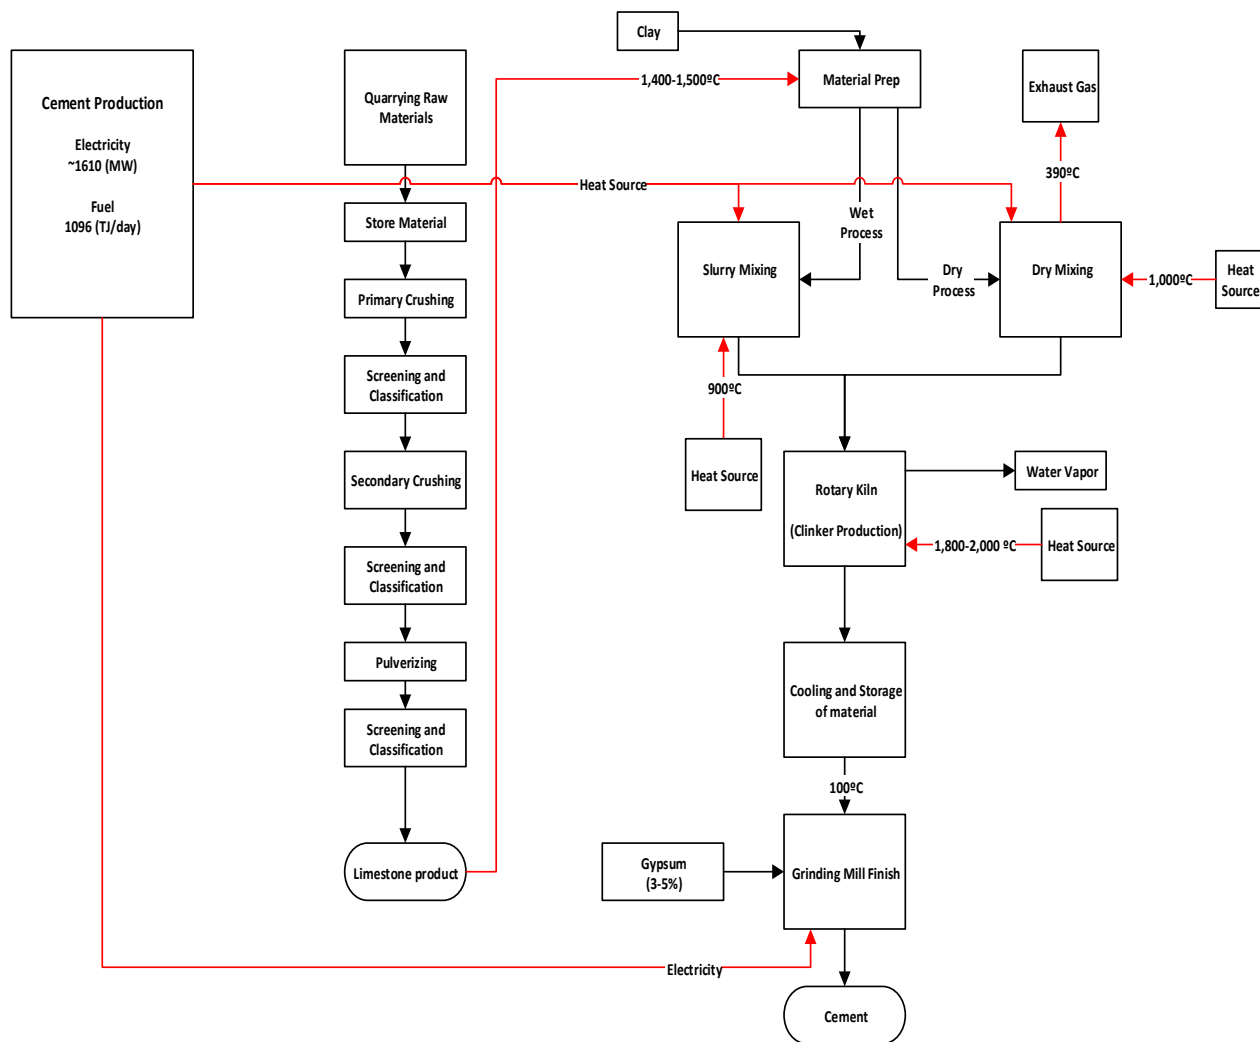 Cement Production
Electricity
~1610 (MW)
Fuel
1096 (TJ/day)
Quarrying Raw
Materials
Store Material
Primary Crushing
Screening and
Classification
Secondary Crushing
Screening and
Classification
Pulverizing
Screening and
Classification
Limestone product
Clay
1,400-1,500ºC
Material Prep
Exhaust Gas
390ºC
Heat Source
Wet
Process
Slurry Mixing
Dry
Process
Dry Mixing
1,000ºC
Heat
Source
900ºC
Heat Source
Rotary Kiln
(Clinker Production)
Water Vapor
1,800-2,000 ºC
Heat Source
Cooling and Storage
of material
100ºC
Gypsum
(3-5%)
Grinding Mill Finish
Electricity
Cement